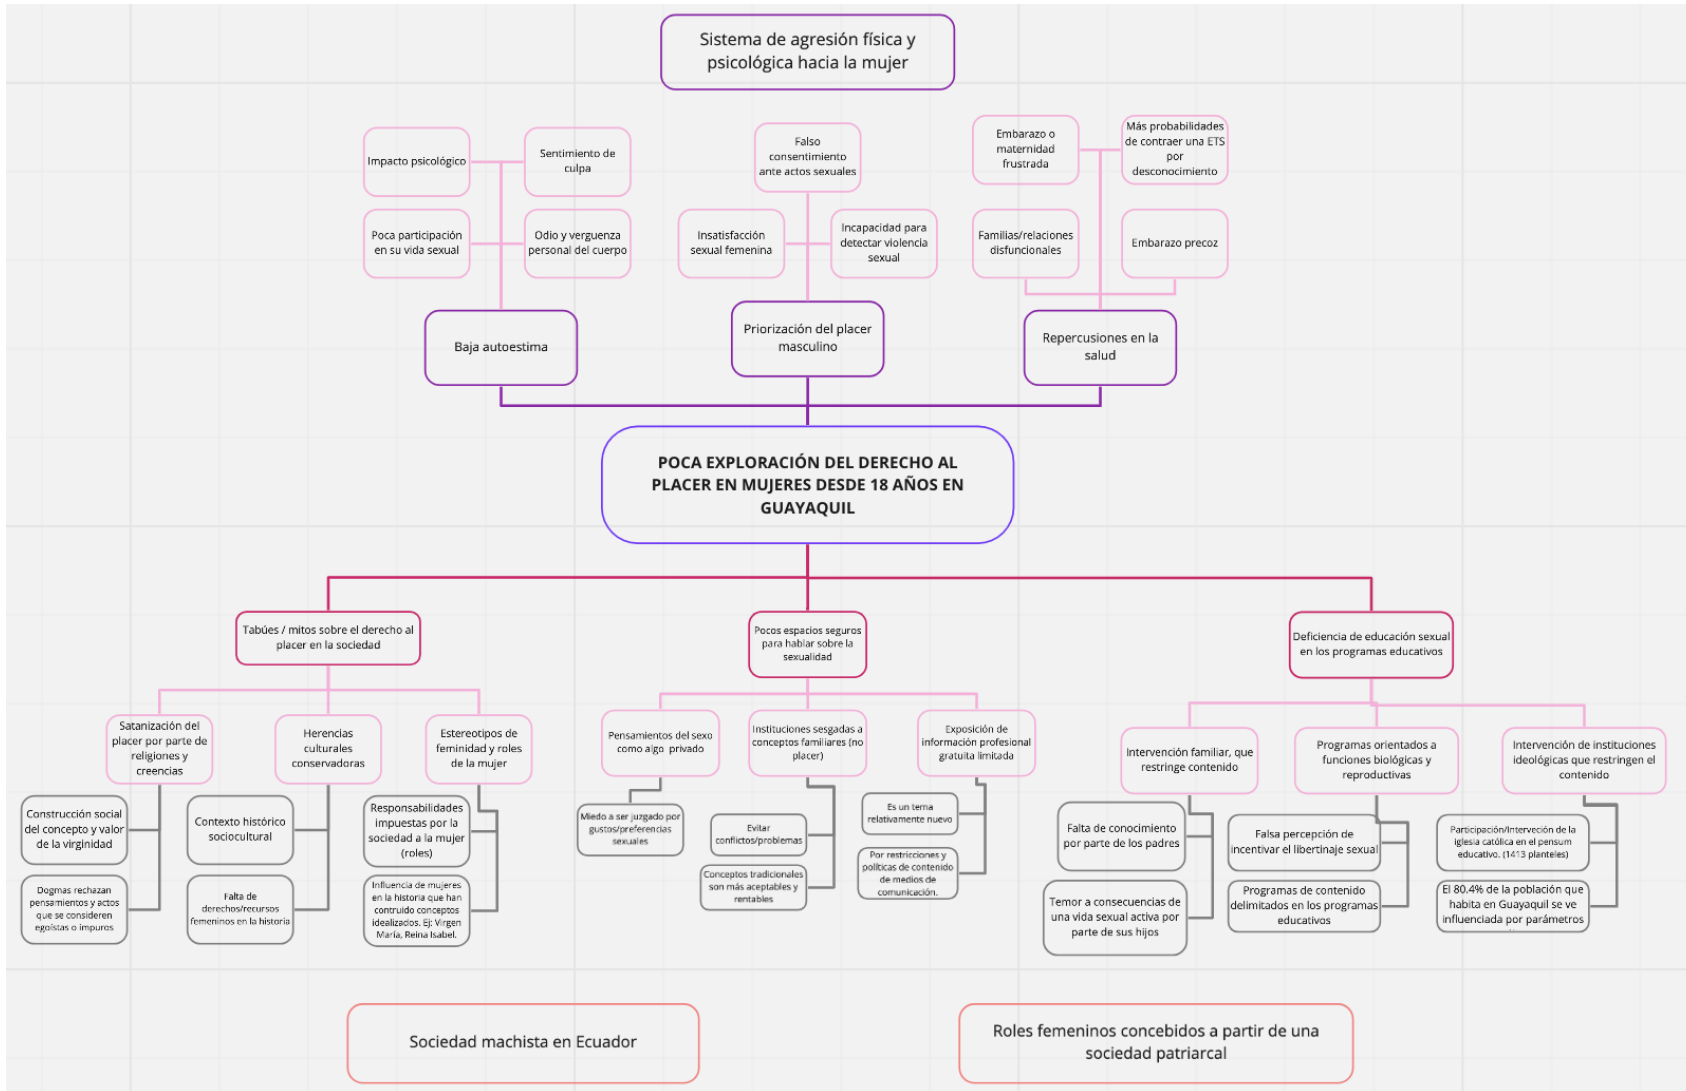 Sistema de agresión física y
psicológica hacia la mujer
Impacto psicológico
Sentimiento de
culpa
Poca participación
en su vida sexual
Odio y verguenza
personal del cuerpo
Falso
consentimiento
ante actos sexuales
Insatisfacción
sexual femenina
Incapacidad para
detectar violencia
sexual
Embarazo o
maternidad
frustrada
Más probabilidades
de contraer una ETS
por
desconocimiento
Familias/relaciones
disfuncionales
Embarazo precoz
Baja autoestima
Priorización del placer
masculino
Repercusiones en la
salud
POCA EXPLORACIÓN DEL DERECHO AL
PLACER EN MUJERES DESDE 18 AÑOS EN
GUAYAQUIL
Tabúes / mitos sobre el derecho al
placer en la sociedad
Pocos espacios seguros
para hablar sobre la
sexualidad
Deficiencia de educación sexual
en los programas educativos
Satanización del
placer por parte de
religiones y
creencias
Herencias
culturales
conservadoras
Estereotipos de
feminidad y roles
de la mujer
Pensamientos del sexo
como algo privado
Instituciones sesgadas a
conceptos familiares (no
placer)
Exposición de
información profesional
gratuita limitada
Intervención familiar, que
restringe contenido
Programas orientados a
funciones biológicas y
reproductivas
Intervención de instituciones
ideológicas que restringen el
contenido
Construcción social
del concepto y valor
de la virginidad
Dogmas rechazan
pensamientos y actos
que se consideren
egoístas o impuros
Contexto histórico
sociocultural
Falta de
derechos/recursos
femeninos en la historia
Responsabilidades
impuestas por la
sociedad a la mujer
(roles)
Influencia de mujeres
en la historia que han
contruido conceptos
idealizados. Ej: Virgen
María, Reina Isabel.
Miedo a ser juzgado por
gustos/preferencias
sexuales
Evitar
conflictos/problemas
Conceptos tradicionales
son más aceptables y
rentables
Es un tema
relativamente nuevo
Por restricciones y
políticas de contenido
de medios de
comunicación.
Falta de conocimiento
por parte de los padres
Temor a consecuencias de
una vida sexual activa por
parte de sus hijos
Falsa percepción de
incentivar el libertinaje sexual
Programas de contenido
delimitados en los programas
educativos
Participación/Interveción de la
iglesia católica en el pensum
educativo. (1413 planteles)
El 80.4% de la población que
habita en Guayaquil se ve
influenciada por parámetros
Sociedad machista en Ecuador
Roles femeninos concebidos a partir de una
sociedad patriarcal